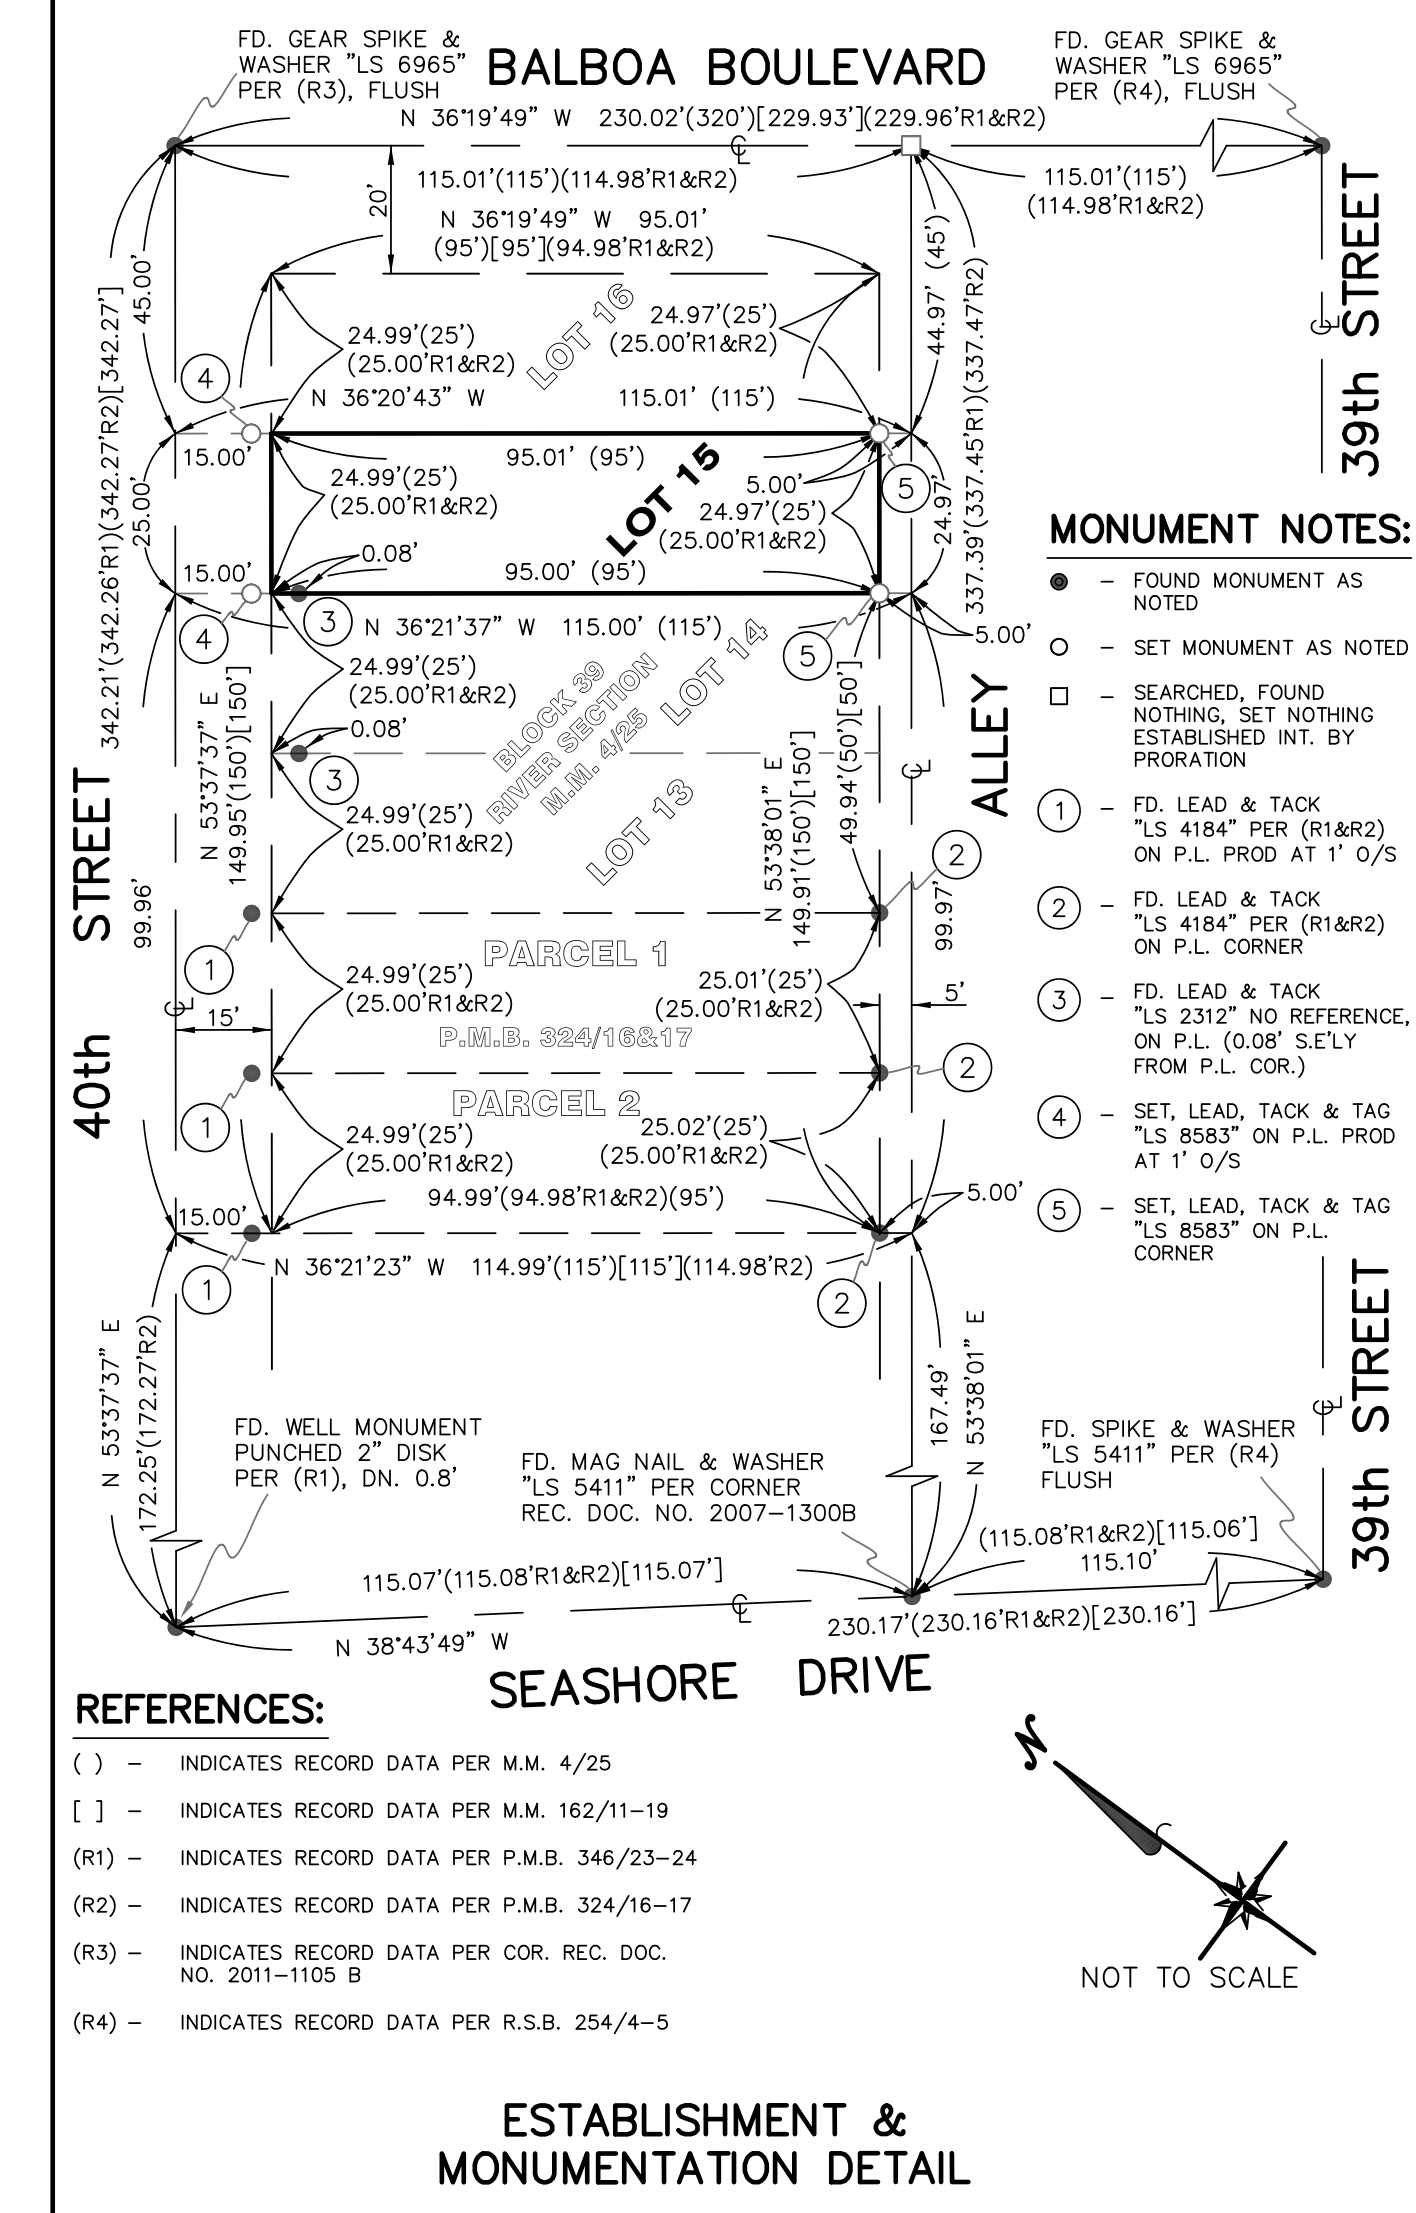 FD. GEAR SPIKE &
WASHER "LS 6965"
PER (R3), FLUSH
BALBOA BOULEVARD
FD. GEAR SPIKE &
WASHER "LS 6965"
PER (R4), FLUSH
N 36°19'49" W 230.02'(320')[229.93'](229.96'R1&R2)
115.01'(115')(114.98'R1&R2)
115.01'(115')
(114.98'R1&R2)
20'
N 36°19'49" W 95.01'
(95')[95'](94.98'R1&R2)
45.00'
44.97' (45')
39th STREET
LOT 16
24.99'(25')
(25.00'R1&R2)
24.97'(25')
(25.00'R1&R2)
4
N 36°20'43" W 115.01' (115')
342.21'(342.26'R1)(342.27'R2)[342.27']
337.39'(337.45'R1)(337.47'R2)
15.00'
95.01' (95')
LOT 15
5.00'
5
25.00'
24.99'(25')
(25.00'R1&R2)
24.97'(25')
(25.00'R1&R2)
24.97'
0.08'
15.00'
95.00' (95')
4
3
N 36°21'37" W 115.00' (115')
5
5.00'
24.99'(25')
(25.00'R1&R2)
BLOCK 39
RIVER SECTION
M.M. 4/25
LOT 14
0.08'
3
N 53°37'37" E
149.95'(150')[150']
N 53°38'01" E
149.91'(150')[150']
49.94'(50')[50']
ALLEY
24.99'(25')
(25.00'R1&R2)
LOT 13
2
40th STREET
99.96'
99.97'
1
PARCEL 1
24.99'(25')
(25.00'R1&R2)
25.01'(25')
(25.00'R1&R2)
5'
15'
P.M.B. 324/16&17
2
PARCEL 2
1
24.99'(25')
(25.00'R1&R2)
25.02'(25')
(25.00'R1&R2)
94.99'(94.98'R1&R2)(95')
5.00'
15.00'
N 36°21'23" W 114.99'(115')[115'](114.98'R2)
1
2
N 53°37'37" E
172.25'(172.27'R2)
167.49'
N 53°38'01" E
39th STREET
FD. WELL MONUMENT
PUNCHED 2" DISK
PER (R1), DN. 0.8'
FD. MAG NAIL & WASHER
"LS 5411" PER CORNER
REC. DOC. NO. 2007-1300B
FD. SPIKE & WASHER
"LS 5411" PER (R4)
FLUSH
115.07'(115.08'R1&R2)[115.07']
(115.08'R1&R2)[115.06']
115.10'
230.17'(230.16'R1&R2)[230.16']
N 38°43'49" W
SEASHORE DRIVE
MONUMENT NOTES:
– FOUND MONUMENT AS
NOTED
– SET MONUMENT AS NOTED
– SEARCHED, FOUND
NOTHING, SET NOTHING
ESTABLISHED INT. BY
PRORATION
1 – FD. LEAD & TACK
"LS 4184" PER (R1&R2)
ON P.L. PROD AT 1' O/S
2 – FD. LEAD & TACK
"LS 4184" PER (R1&R2)
ON P.L. CORNER
3 – FD. LEAD & TACK
"LS 2312" NO REFERENCE,
ON P.L. (0.08' S.E'LY
FROM P.L. COR.)
4 – SET, LEAD, TACK & TAG
"LS 8583" ON P.L. PROD
AT 1' O/S
5 – SET, LEAD, TACK & TAG
"LS 8583" ON P.L.
CORNER
REFERENCES:
( ) – INDICATES RECORD DATA PER M.M. 4/25
[ ] – INDICATES RECORD DATA PER M.M. 162/11–19
(R1) – INDICATES RECORD DATA PER P.M.B. 346/23–24
(R2) – INDICATES RECORD DATA PER P.M.B. 324/16–17
(R3) – INDICATES RECORD DATA PER COR. REC. DOC.
NO. 2011–1105 B
(R4) – INDICATES RECORD DATA PER R.S.B. 254/4–5
N
NOT TO SCALE
ESTABLISHMENT &
MONUMENTATION DETAIL